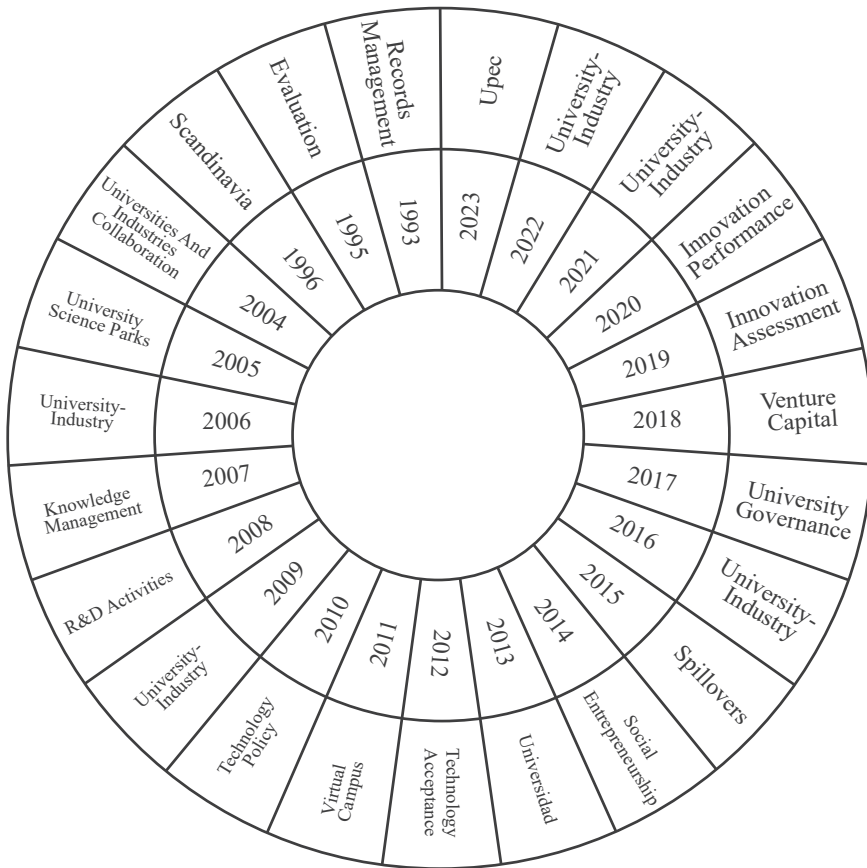 Upec
2023
University-
Industry
2022
University-
Industry
2021
Innovation
Performance
2020
Innovation
Assessment
2019
Venture
Capital
2018
University
Governance
2017
University-
Industry
2016
Spillovers
2015
Social
Entrepreneurship
2014
Universidad
2013
Technology
Acceptance
2012
Virtual
Campus
2011
Technology
Policy
2010
University-
Industry
2009
R&D Activities
2008
Knowledge
Management
2007
University-
Industry
2006
University
Science Parks
2005
Universities And
Industries
Collaboration
2004
Scandinavia
1996
Evaluation
1995
Records
Management
1993